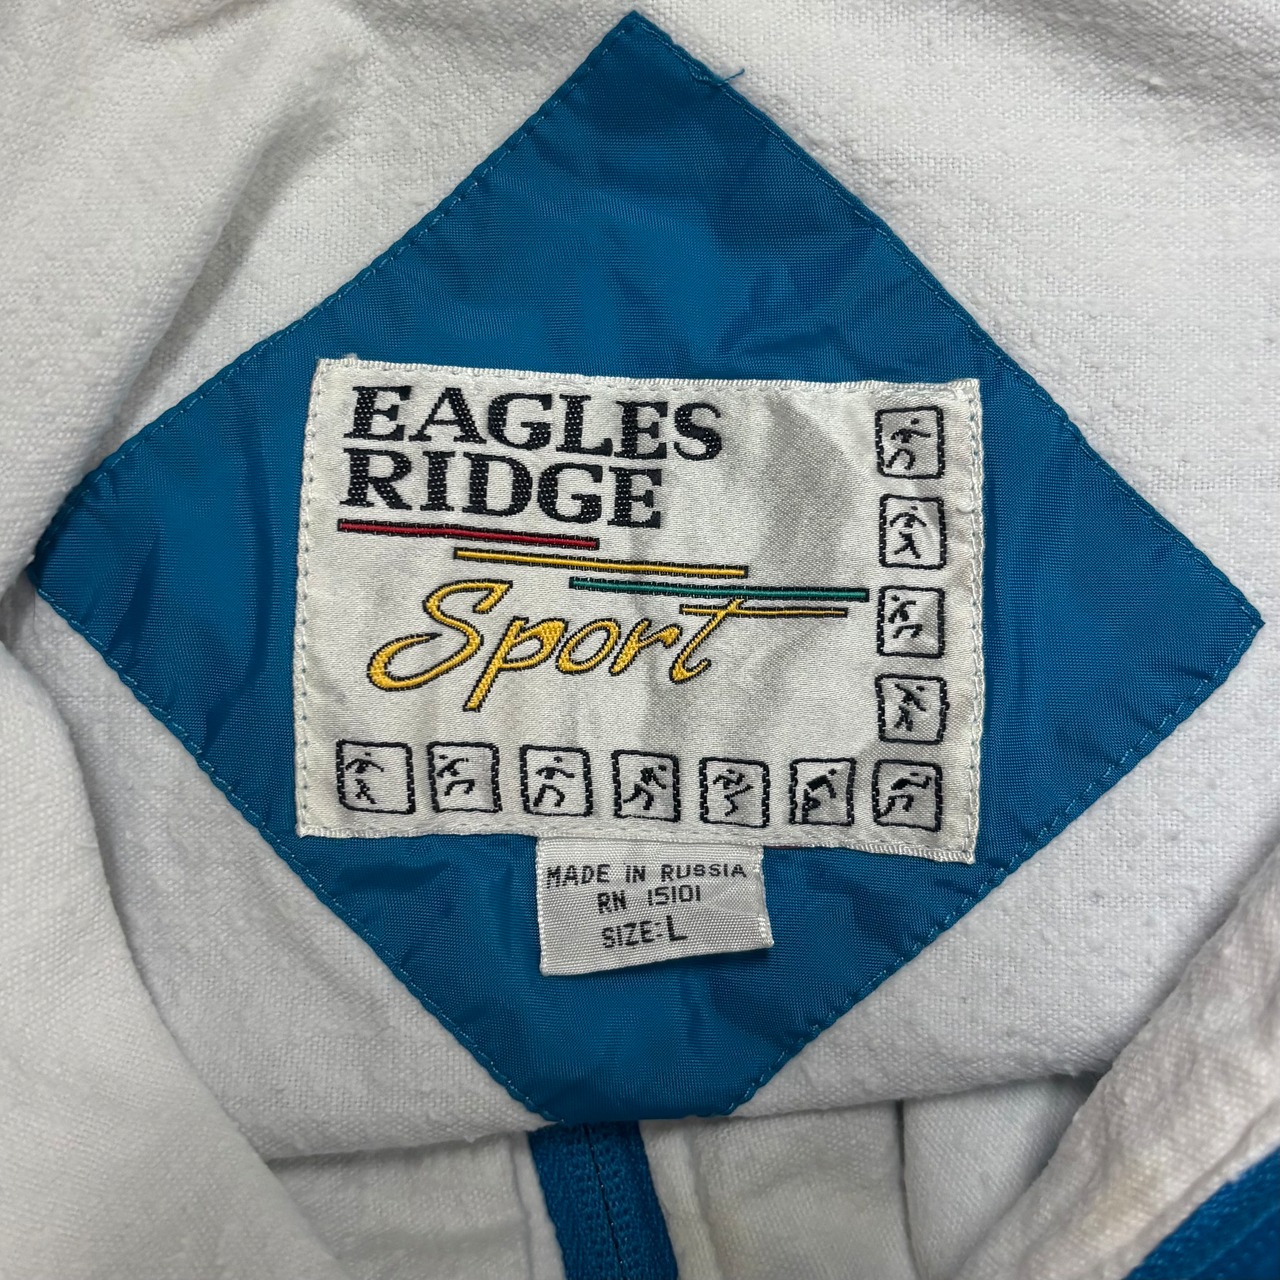 EAGLES
RIDGE
Sport
MADE IN RUSSIA
RN 15101
SIZE: L